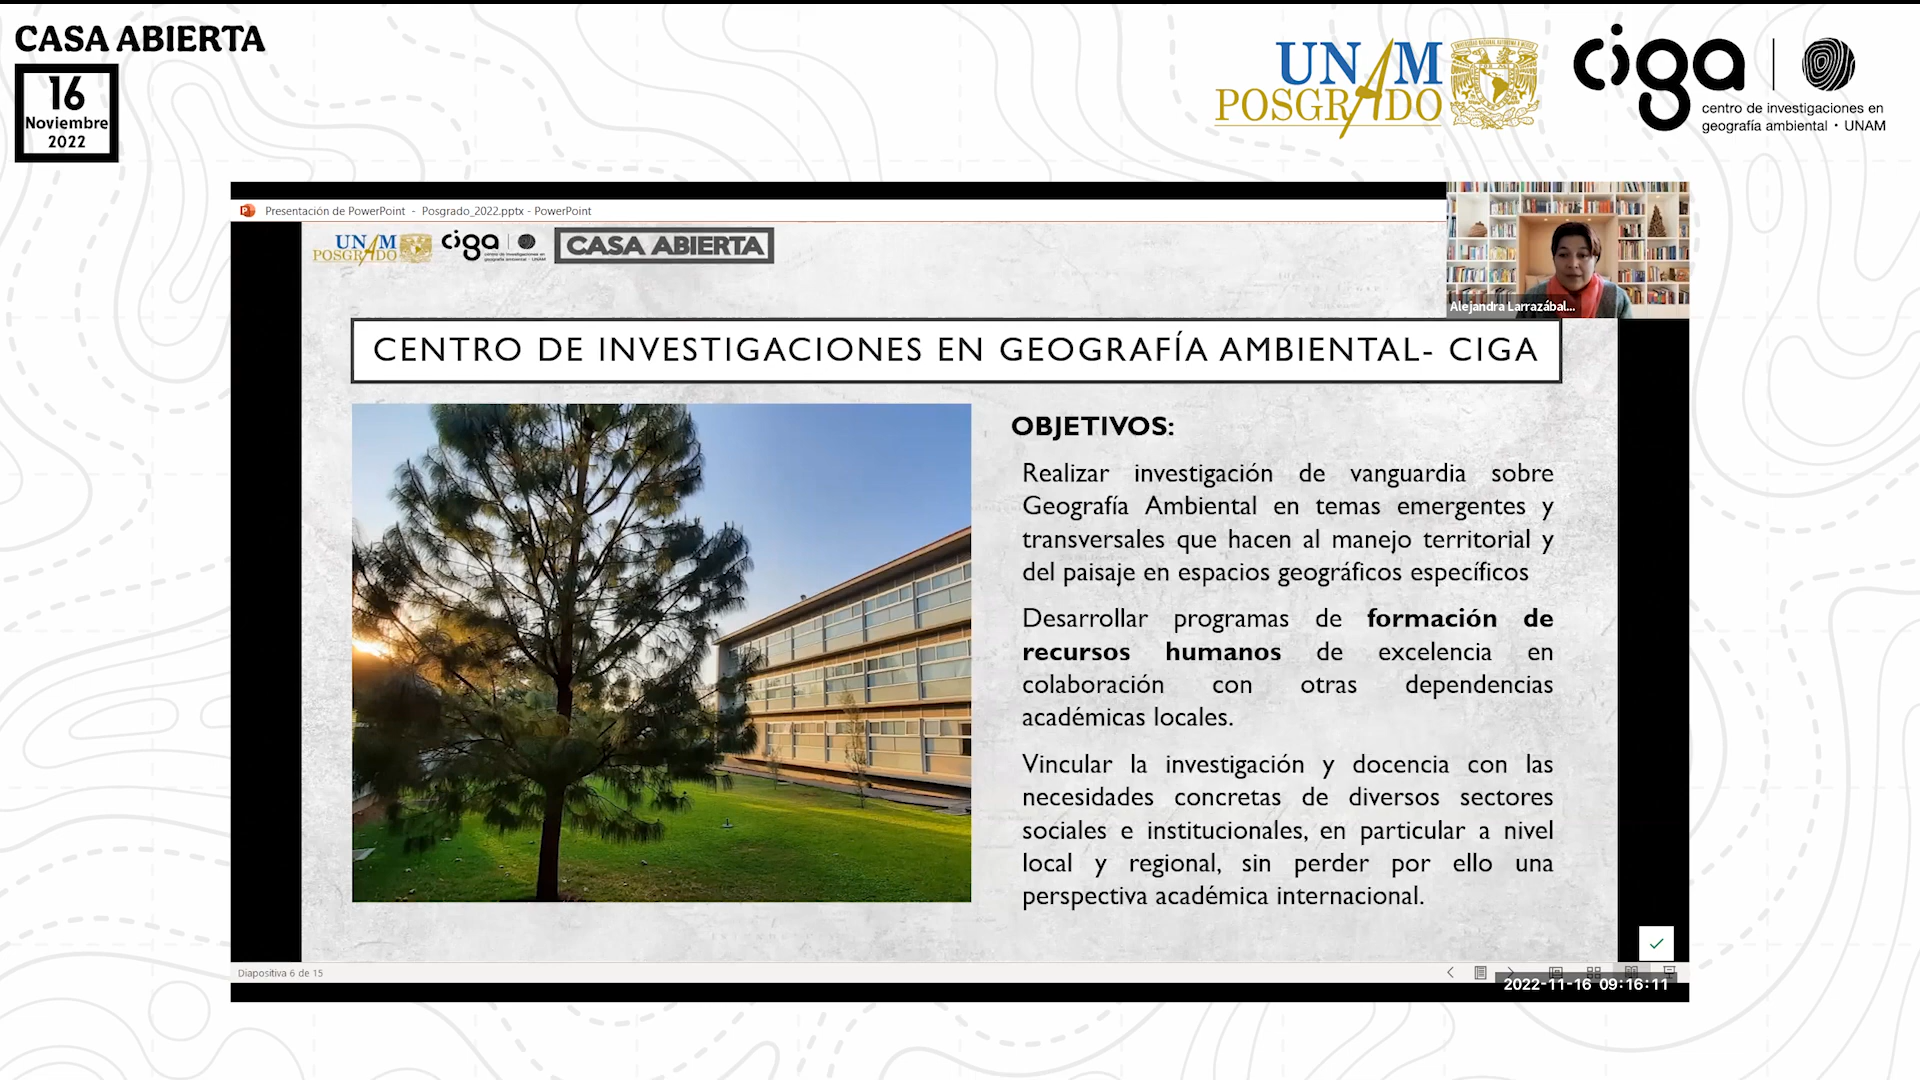 CASA ABIERTA
16
Noviembre
2022
UNAM
POSGRADO
ciga
centro de investigaciones en
geografía ambiental • UNAM
Presentación de PowerPoint - Posgrado_2022.pptx - PowerPoint
UNAM
POSGRADO
ciga
CASA ABIERTA
Alejandra Larrazábal...
CENTRO DE INVESTIGACIONES EN GEOGRAFÍA AMBIENTAL- CIGA
OBJETIVOS:
Realizar investigación de vanguardia sobre
Geografía Ambiental en temas emergentes y
transversales que hacen al manejo territorial y
del paisaje en espacios geográficos específicos
Desarrollar programas de formación de
recursos humanos de excelencia en
colaboración con otras dependencias
académicas locales.
Vincular la investigación y docencia con las
necesidades concretas de diversos sectores
sociales e institucionales, en particular a nivel
local y regional, sin perder por ello una
perspectiva académica internacional.
Diapositiva 6 de 15
2022-11-16 09:16:11